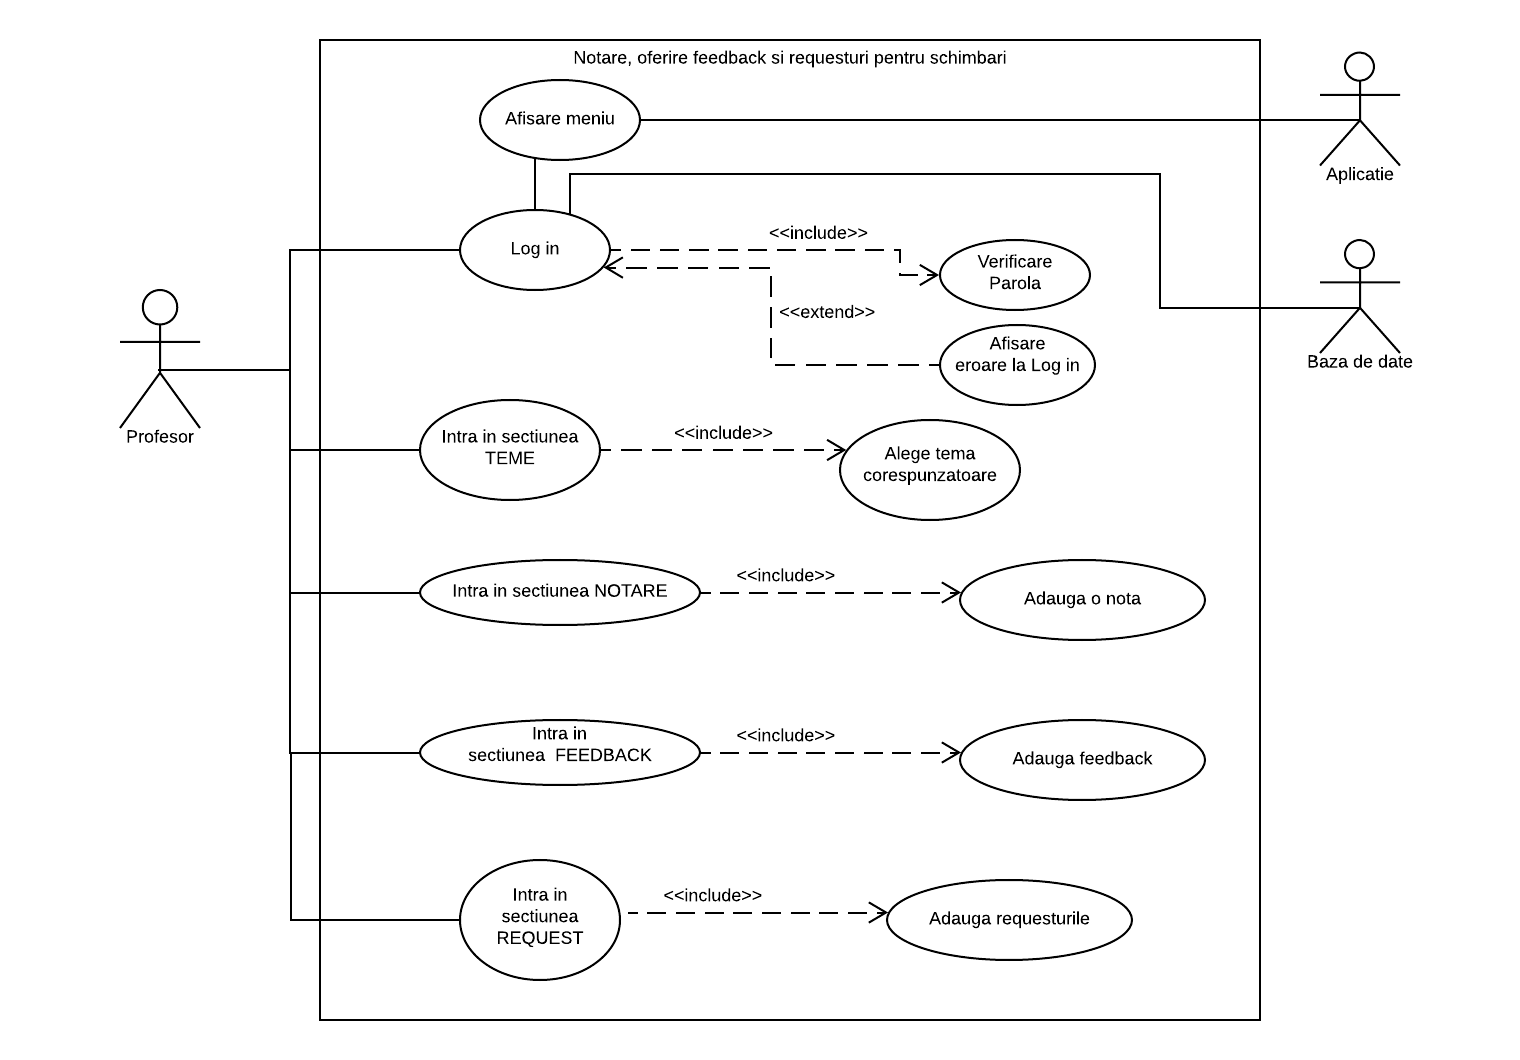 Notare, oferire feedback si requesturi pentru schimbari
Afisare meniu
Aplicatie
Log in
<<include>>
Verificare
Parola
<<extend>>
Afisare
eroare la Log in
Baza de date
Profesor
Intra in sectiunea
TEME
<<include>>
Alege tema
corespunzatoare
Intra in sectiunea NOTARE
<<include>>
Adauga o nota
Intra in
sectiunea  FEEDBACK
<<include>>
Adauga feedback
Intra in
sectiunea
REQUEST
<<include>>
Adauga requesturile